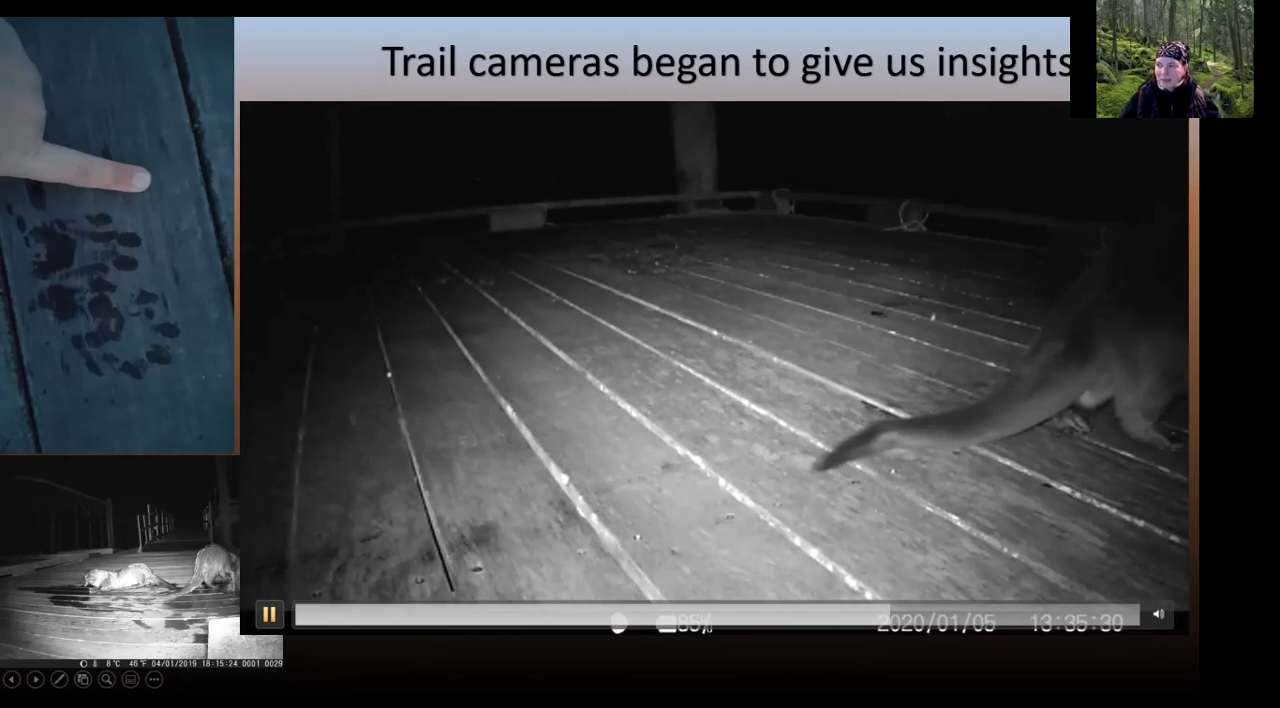 Trail cameras began to give us insights
85%
2020/01/05 13:35:30
8°C 46°F 04/01/2019 18:15:24 0001 0029